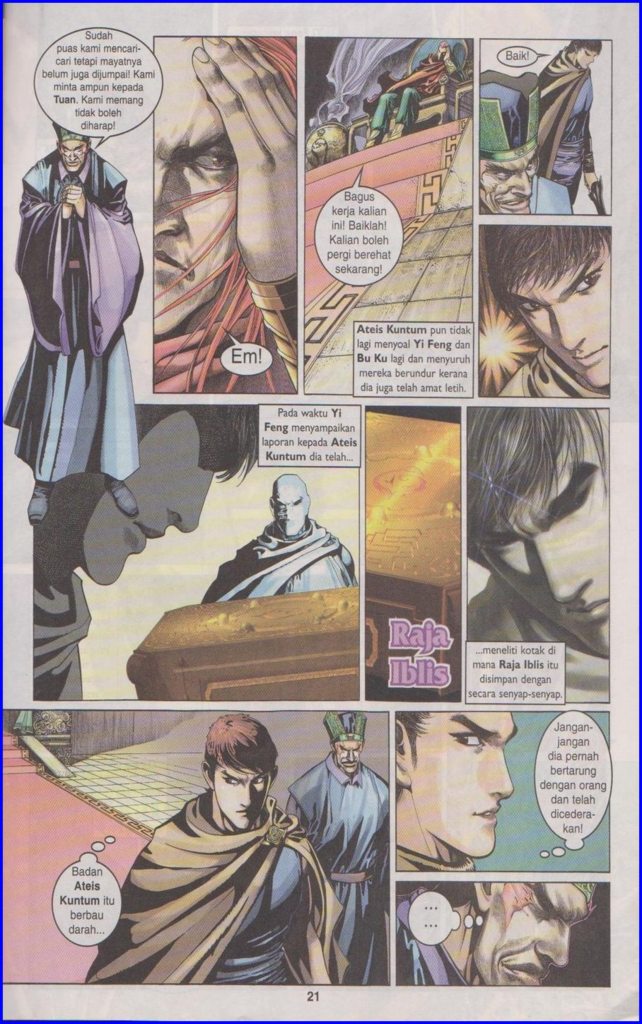 Sudah
puas kami mencari-
cari tetapi mayatnya
belum juga dijumpai! Kami
minta ampun kepada
Tuan. Kami memang
tidak boleh
diharap!
Em!
Bagus
kerja kalian
ini! Baiklah!
Kalian boleh
pergi berehat
sekarang!
Ateis Kuntum pun tidak
lagi menyoal Yi Feng dan
Bu Ku lagi dan menyuruh
mereka berundur kerana
dia juga telah amat letih.
Baik!
Pada waktu Yi
Feng menyampaikan
laporan kepada Ateis
Kuntum dia telah...
Raja
Iblis
...meneliti kotak di
mana Raja Iblis itu
disimpan dengan
secara senyap-senyap.
Badan
Ateis
Kuntum itu
berbau
darah...
Jangan-
jangan
dia pernah
bertarung
dengan orang
dan telah
dicedera-
kan!
...
...
21